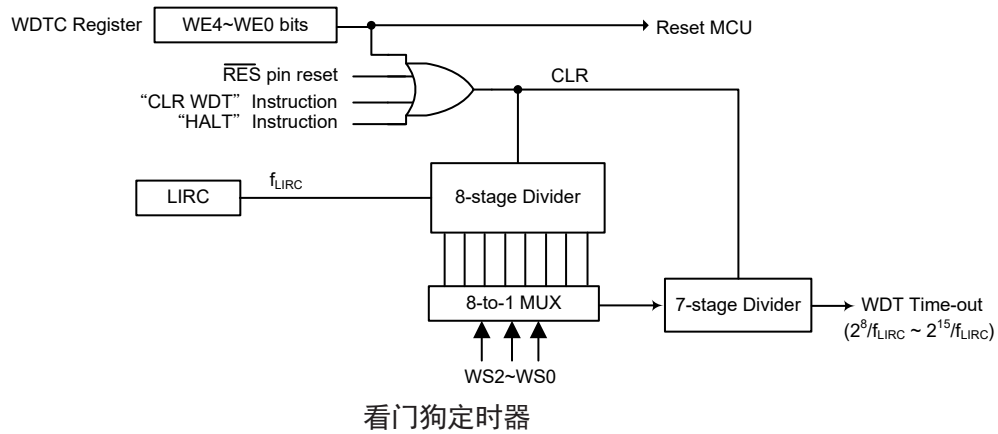 WDTC Register WE4~WE0 bits Reset MCU
RES pin reset CLR
“CLR WDT” Instruction
“HALT” Instruction
LIRC fLIRC 8-stage Divider
8-to-1 MUX 7-stage Divider WDT Time-out
(2⁸/fLIRC ~ 2¹⁵/fLIRC)
WS2~WS0
看门狗定时器